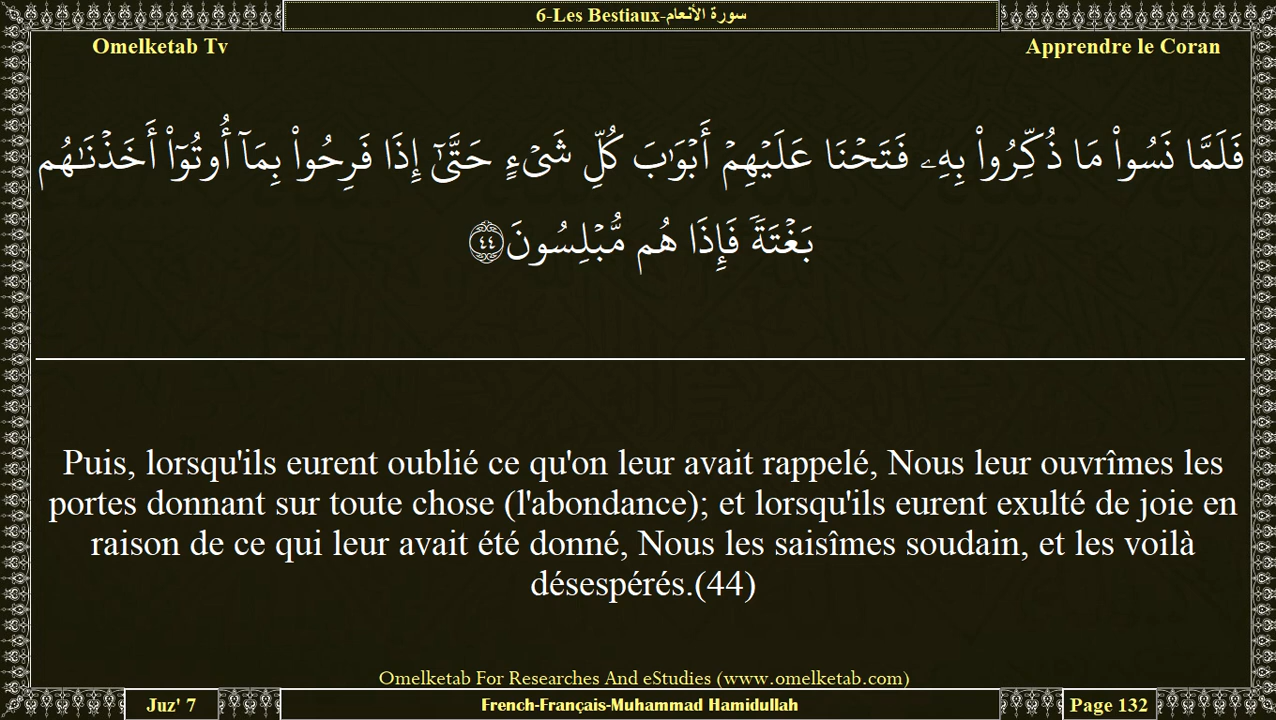 6-Les Bestiaux-سورة الأنعام
Omelketab Tv
Apprendre le Coran
فَلَمَّا نَسُوا۟ مَا ذُكِّرُوا۟ بِهِۦ فَتَحْنَا عَلَيْهِمْ أَبْوَٰبَ كُلِّ شَىْءٍ حَتَّىٰٓ إِذَا فَرِحُوا۟ بِمَآ أُوتُوٓا۟ أَخَذْنَـٰهُم
بَغْتَةً فَإِذَا هُم مُّبْلِسُونَ ٤٤
Puis, lorsqu'ils eurent oublié ce qu'on leur avait rappelé, Nous leur ouvrîmes les
portes donnant sur toute chose (l'abondance); et lorsqu'ils eurent exulté de joie en
raison de ce qui leur avait été donné, Nous les saisîmes soudain, et les voilà
désespérés.(44)
Omelketab For Researches And eStudies (www.omelketab.com)
Juz' 7
French-Français-Muhammad Hamidullah
Page 132